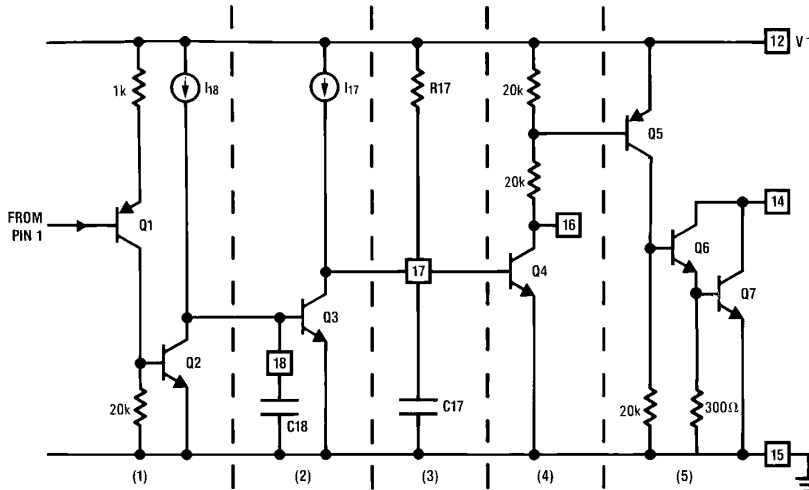 12 V+
1k
I18
I17
R17
20k
Q5
20k
14
FROM
PIN 1
Q1
16
Q6
17
Q4
Q7
Q3
Q2
18
20k
C18
C17
20k
300Ω
15
(1)
(2)
(3)
(4)
(5)